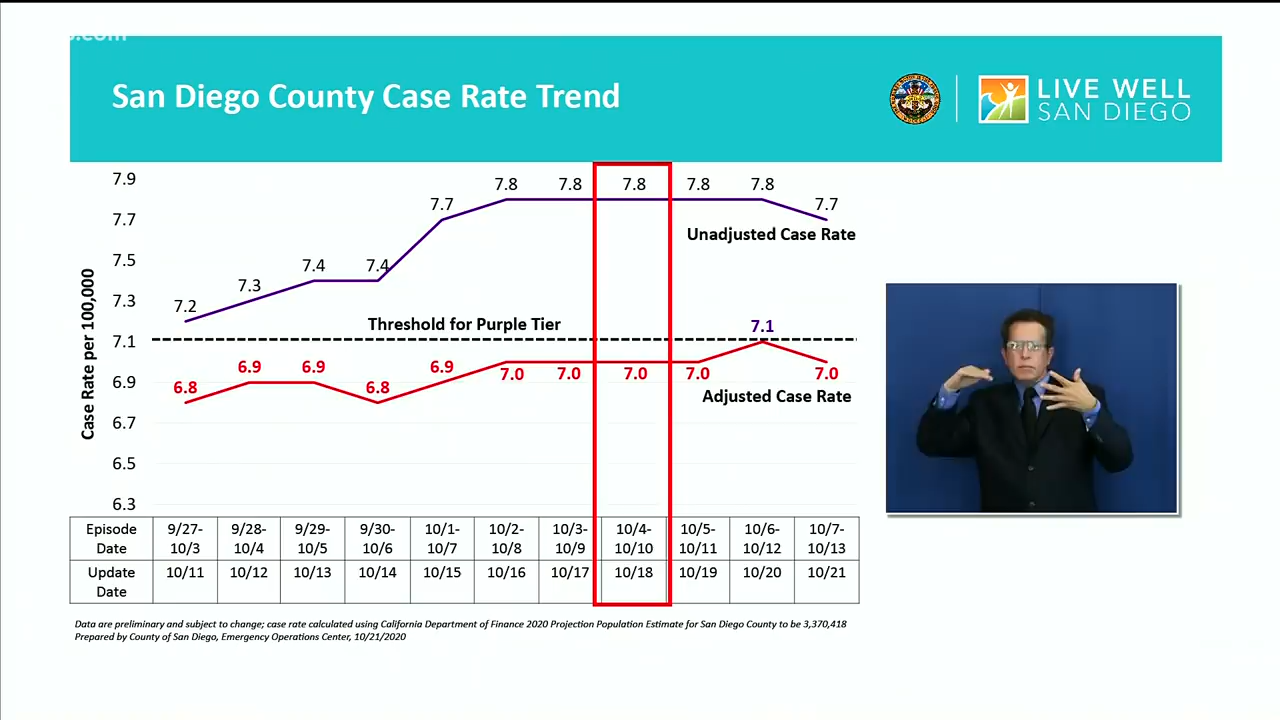 San Diego County Case Rate Trend
LIVE WELL
SAN DIEGO
7.9
7.7
7.5
7.3
7.1
6.9
6.7
6.5
6.3
Case Rate per 100,000
7.2
7.3
7.4
7.4
7.7
7.8
7.8
7.8
7.8
7.8
7.7
Unadjusted Case Rate
Threshold for Purple Tier
6.8
6.9
6.9
6.8
6.9
7.0
7.0
7.0
7.0
7.1
7.0
Adjusted Case Rate
Episode Date 9/27-10/3 9/28-10/4 9/29-10/5 9/30-10/6 10/1-10/7 10/2-10/8 10/3-10/9 10/4-10/10 10/5-10/11 10/6-10/12 10/7-10/13
Update Date 10/11 10/12 10/13 10/14 10/15 10/16 10/17 10/18 10/19 10/20 10/21
Data are preliminary and subject to change; case rate calculated using California Department of Finance 2020 Projection Population Estimate for San Diego County to be 3,370,418
Prepared by County of San Diego, Emergency Operations Center, 10/21/2020